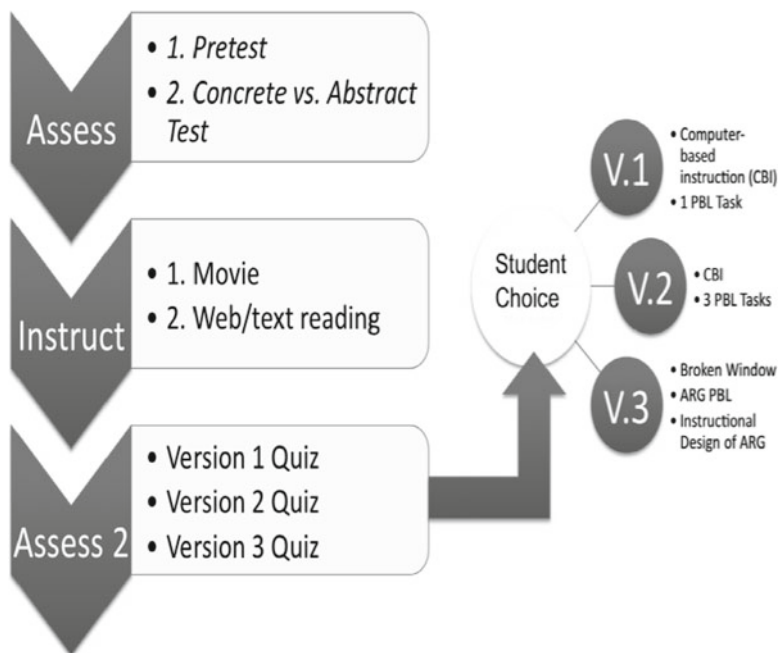 Assess
• 1. Pretest
• 2. Concrete vs. Abstract
Test
Instruct
• 1. Movie
• 2. Web/text reading
Assess 2
• Version 1 Quiz
• Version 2 Quiz
• Version 3 Quiz
Student
Choice
V.1
• Computer-
based
instruction (CBI)
• 1 PBL Task
V.2
• CBI
• 3 PBL Tasks
V.3
• Broken Window
• ARG PBL
• Instructional
Design of ARG